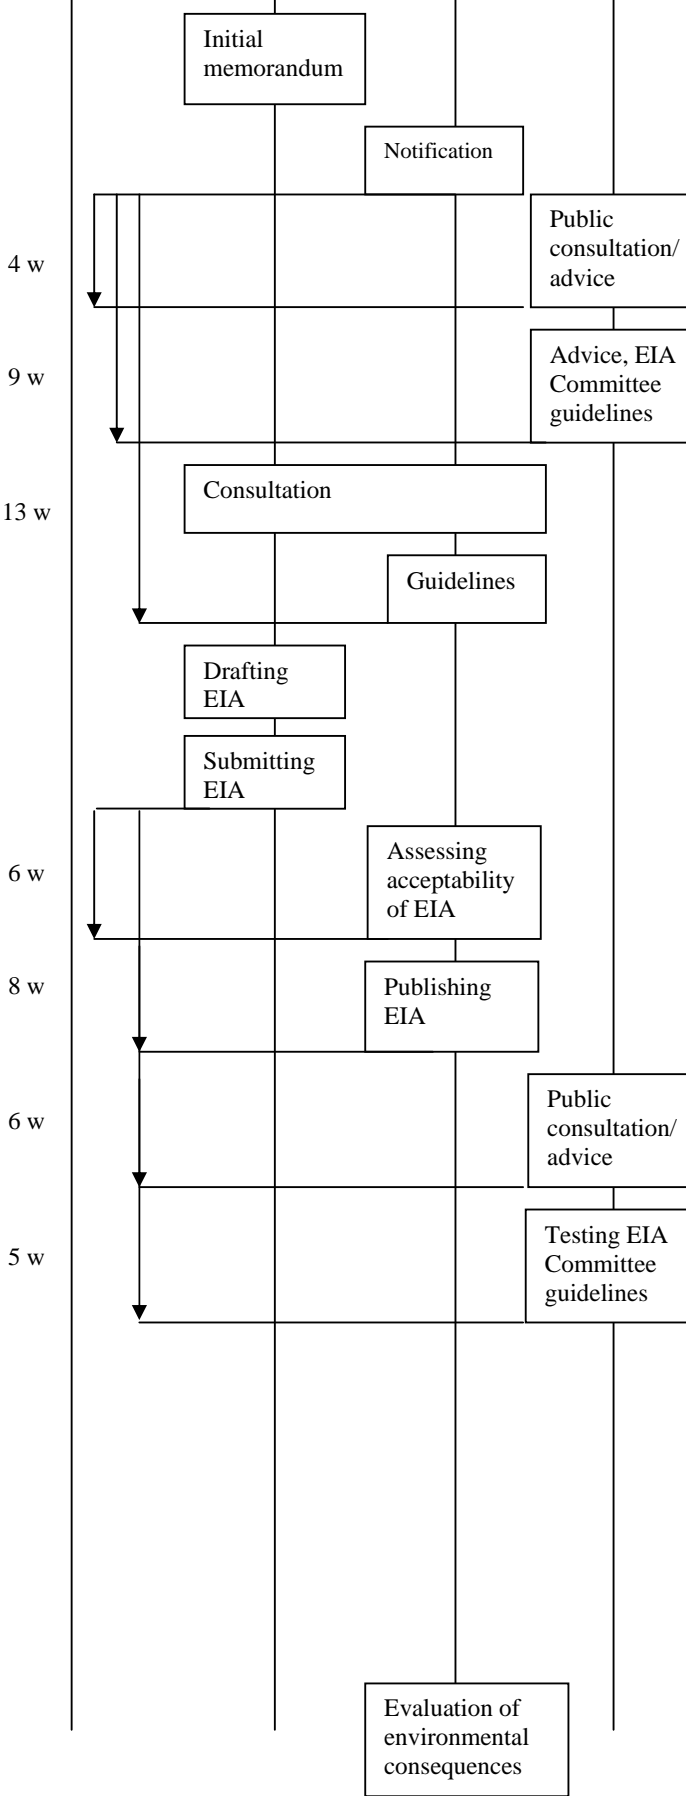 Initial
memorandum
Notification
Public
consultation/
advice
4 w
Advice, EIA
Committee
guidelines
9 w
Consultation
13 w
Guidelines
Drafting
EIA
Submitting
EIA
Assessing
acceptability
of EIA
6 w
Publishing
EIA
8 w
Public
consultation/
advice
6 w
Testing EIA
Committee
guidelines
5 w
Evaluation of
environmental
consequences